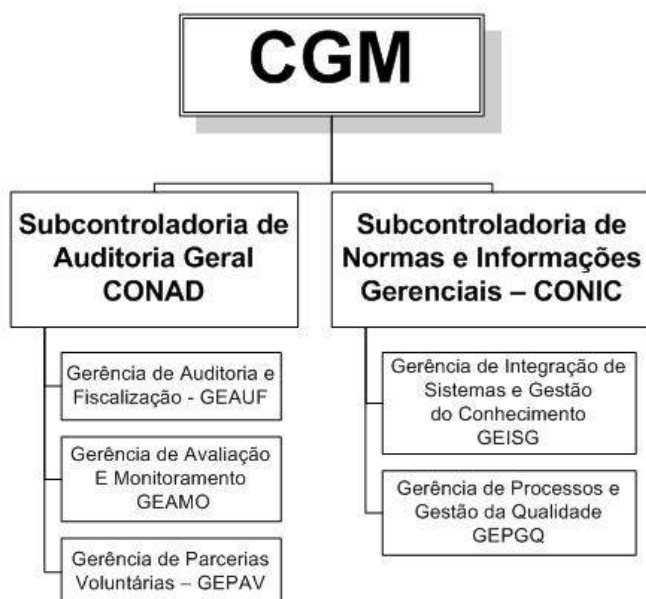 CGM
Subcontroladoria de
Auditoria Geral
CONAD
Gerência de Auditoria e
Fiscalização - GEAUF
Gerência de Avaliação
E Monitoramento
GEAMO
Gerência de Parcerias
Voluntárias – GEPAV
Subcontroladoria de
Normas e Informações
Gerenciais – CONIC
Gerência de Integração de
Sistemas e Gestão
do Conhecimento
GEISG
Gerência de Processos e
Gestão da Qualidade
GEPGQ